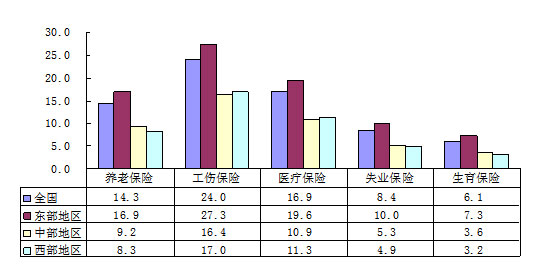 30.0
25.0
20.0
15.0
10.0
5.0
0.0
养老保险 工伤保险 医疗保险 失业保险 生育保险
全国 14.3 24.0 16.9 8.4 6.1
东部地区 16.9 27.3 19.6 10.0 7.3
中部地区 9.2 16.4 10.9 5.3 3.6
西部地区 8.3 17.0 11.3 4.9 3.2